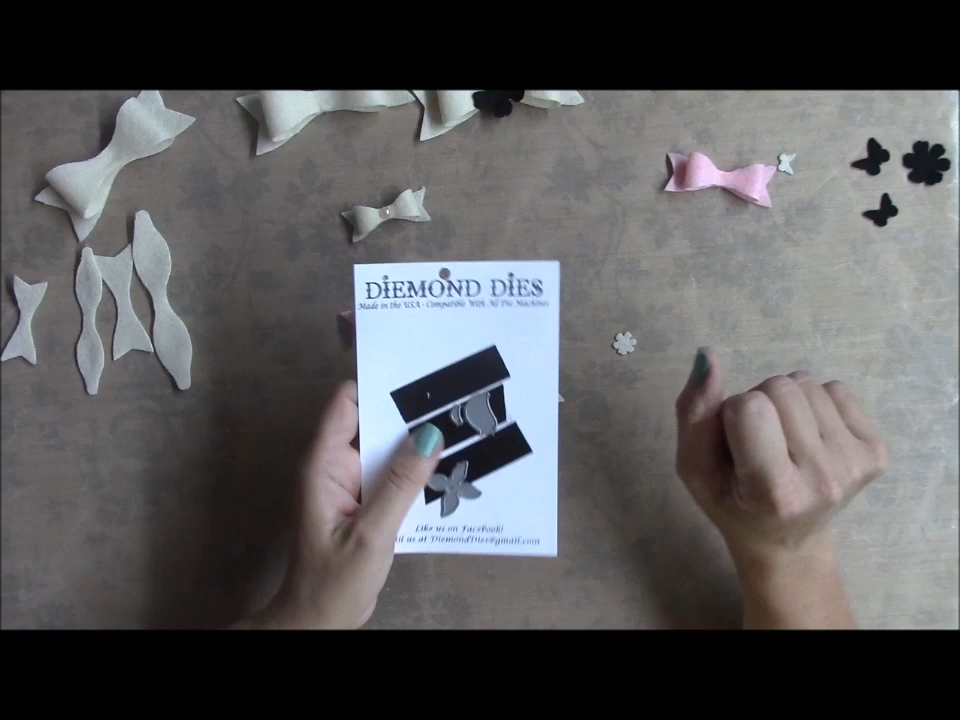 DIEMOND DIES
Made in the USA - Compatible With All Die Machines
Like us on Facebook!
us at DiemondDies@gmail.com